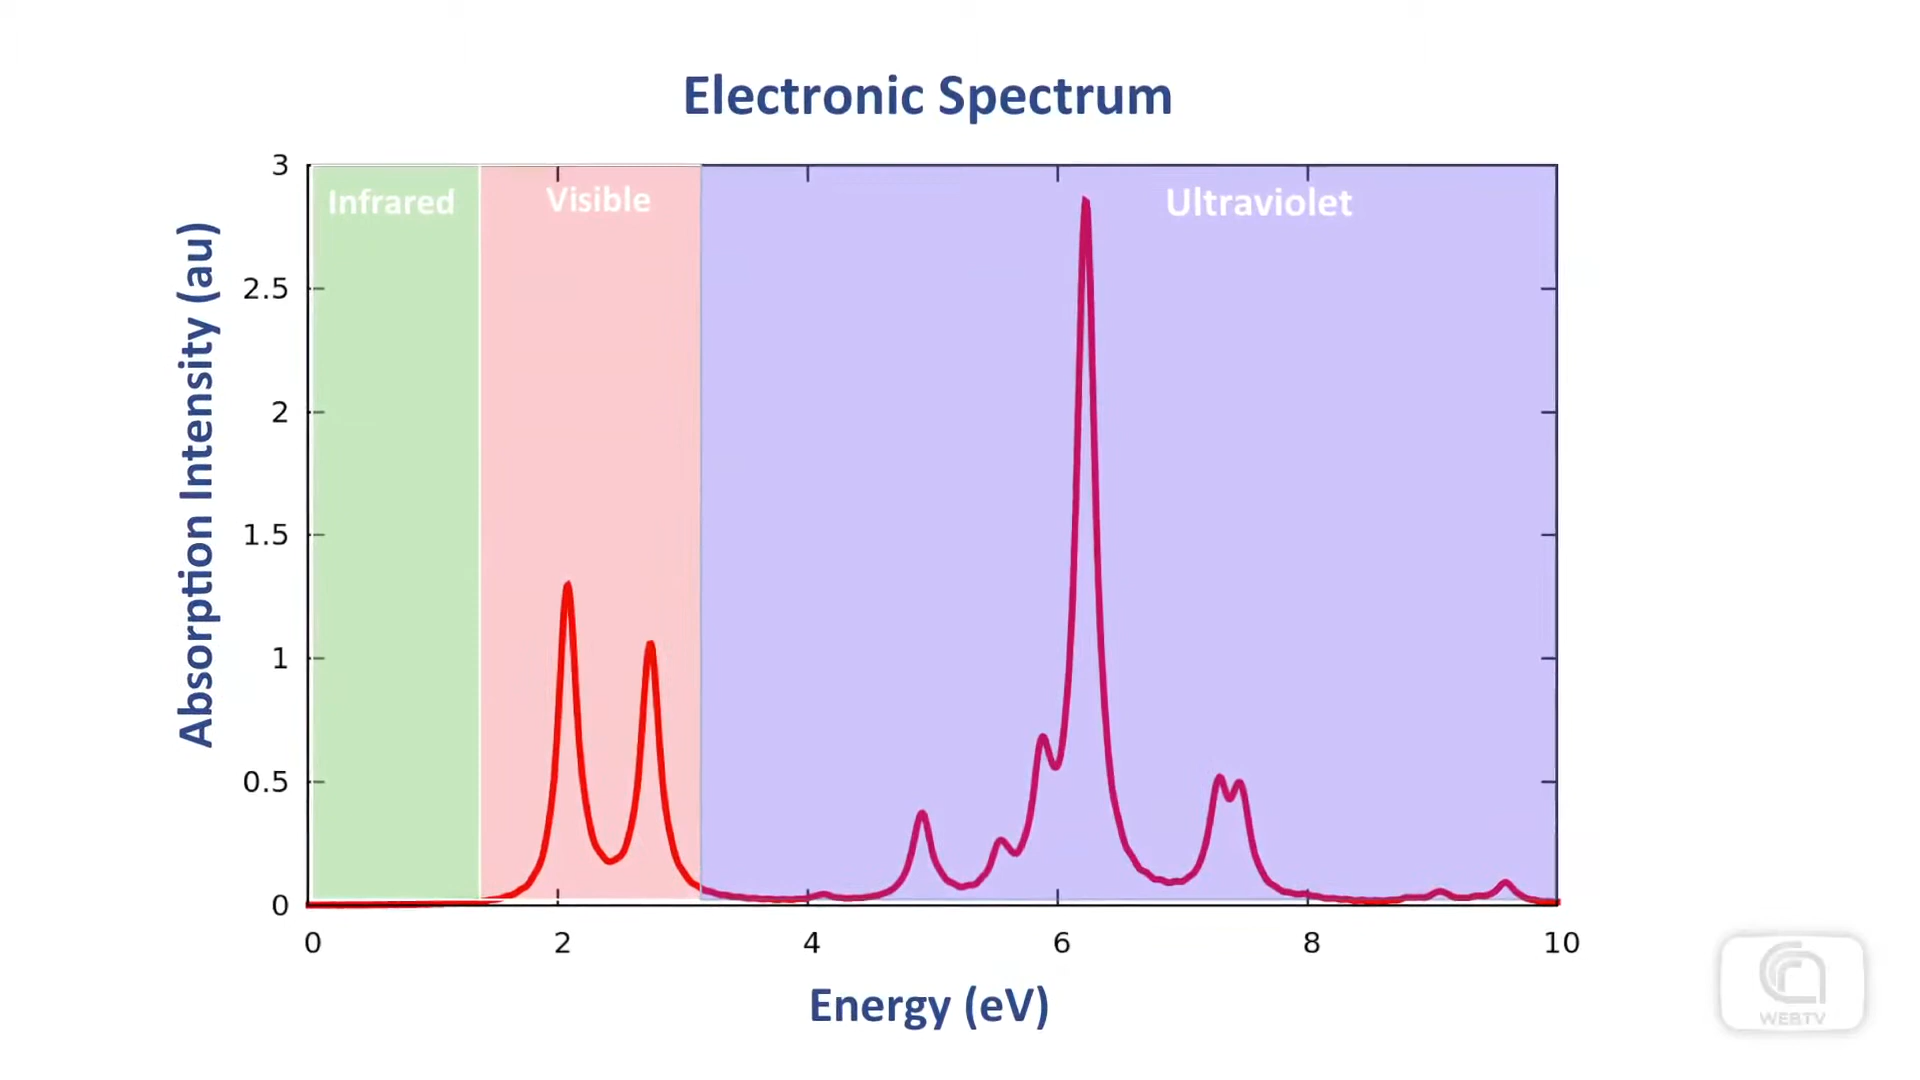 Electronic Spectrum
Infrared
Visible
Ultraviolet
Absorption Intensity (au)
3
2.5
2
1.5
1
0.5
0
0 2 4 6 8 10
Energy (eV)
WEBTV